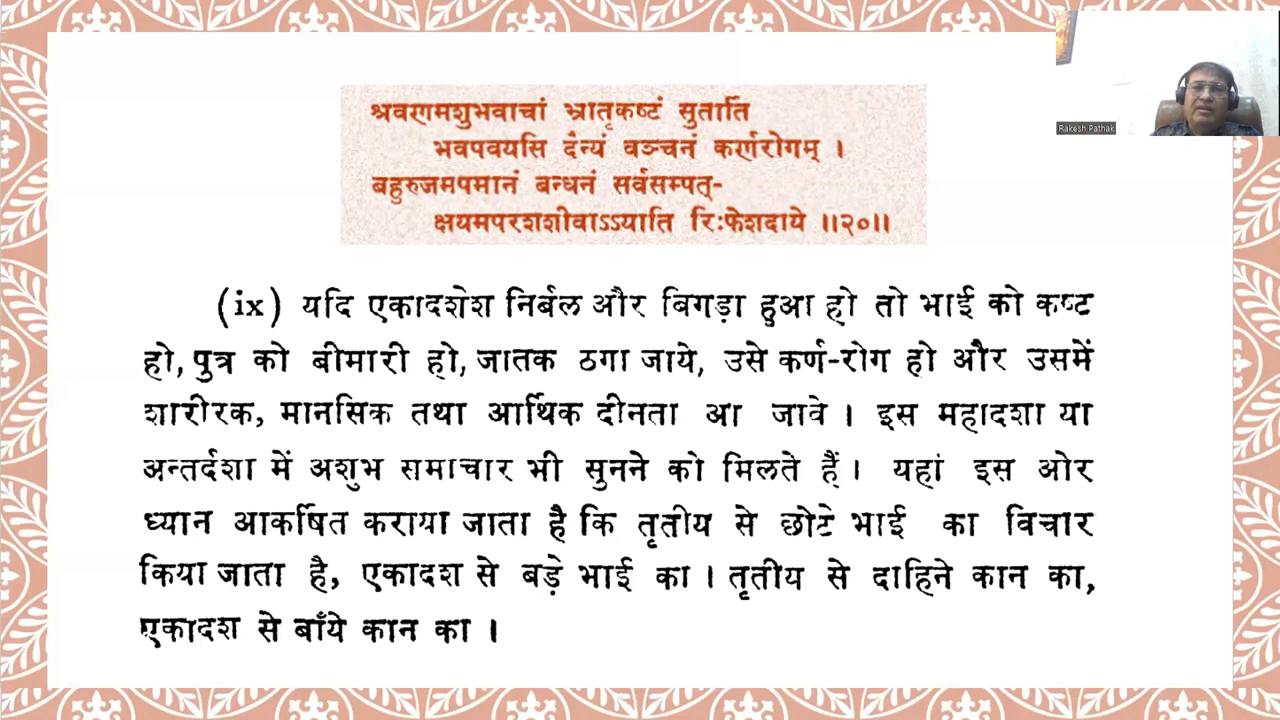 श्रवणमशुभवाचां भ्रातृकष्टं सुतार्ति
भवपवयसि दैन्यं वञ्चनं कर्णरोगम् ।
बहुरुजमपमानं बन्धनं सर्वसम्पत्-
क्षयमपरशशीवाऽऽयाति रिःफेशदाये ।।२०।।
(ix) यदि एकादशेश निर्बल और बिगड़ा हुआ हो तो भाई को कष्ट
हो, पुत्र को बीमारी हो, जातक ठगा जाये, उसे कर्ण-रोग हो और उसमें
शारीरक, मानसिक तथा आर्थिक दीनता आ जावे । इस महादशा या
अन्तर्दशा में अशुभ समाचार भी सुनने को मिलते हैं । यहां इस ओर
ध्यान आकर्षित कराया जाता है कि तृतीय से छोटे भाई का विचार
किया जाता है, एकादश से बड़े भाई का । तृतीय से दाहिने कान का,
एकादश से बाँये कान का ।
Rakesh Pathak